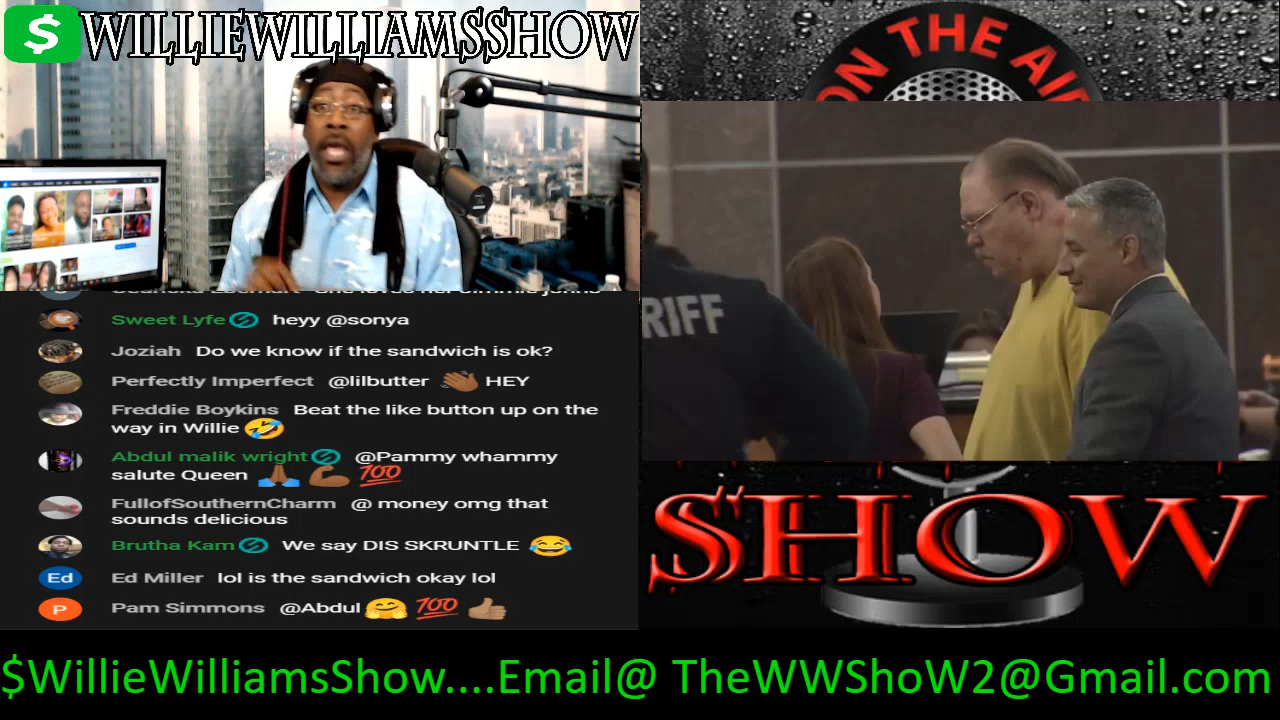 $ WILLIEWILLIAMSSHOW
ON THE AIR
RIFF
Sweet Lyfe heyy @sonya
Joziah Do we know if the sandwich is ok?
Perfectly Imperfect @lilbutter 👋🏾 HEY
Freddie Boykins Beat the like button up on the
way in Willie 🤣
Abdul malik wright @Pammy whammy
salute Queen 🙏🏾 💪🏾 💯
FullofSouthernCharm @ money omg that
sounds delicious
Brutha Kam We say DIS SKRUNTLE 😂
Ed Ed Miller lol is the sandwich okay lol
P Pam Simmons @Abdul 🤗 💯 👍🏽
SHOW
$WillieWilliamsShow....Email@ TheWWShoW2@Gmail.com